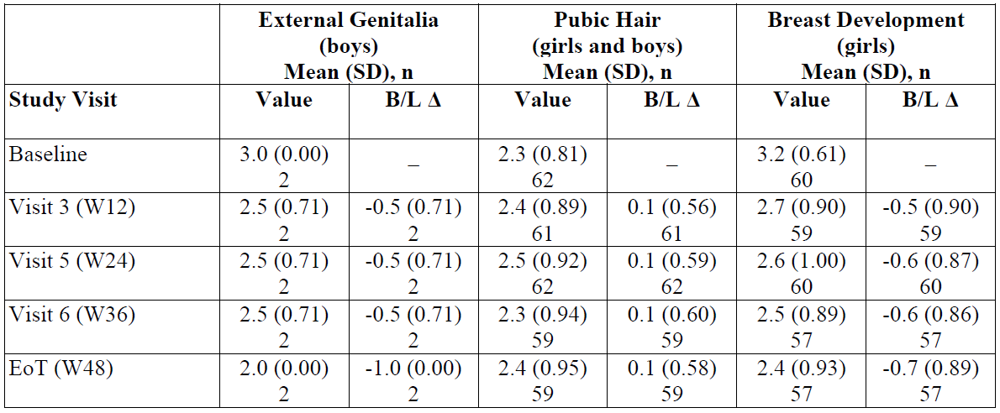 External Genitalia
(boys)
Mean (SD), n
Pubic Hair
(girls and boys)
Mean (SD), n
Breast Development
(girls)
Mean (SD), n
Study Visit Value B/L Δ Value B/L Δ Value B/L Δ
Baseline 3.0 (0.00) _ 2.3 (0.81) _ 3.2 (0.61) _
2 62 60
Visit 3 (W12) 2.5 (0.71) -0.5 (0.71) 2.4 (0.89) 0.1 (0.56) 2.7 (0.90) -0.5 (0.90)
2 2 61 61 59 59
Visit 5 (W24) 2.5 (0.71) -0.5 (0.71) 2.5 (0.92) 0.1 (0.59) 2.6 (1.00) -0.6 (0.87)
2 2 62 62 60 60
Visit 6 (W36) 2.5 (0.71) -0.5 (0.71) 2.3 (0.94) 0.1 (0.60) 2.5 (0.89) -0.6 (0.86)
2 2 59 59 57 57
EoT (W48) 2.0 (0.00) -1.0 (0.00) 2.4 (0.95) 0.1 (0.58) 2.4 (0.93) -0.7 (0.89)
2 2 59 59 57 57